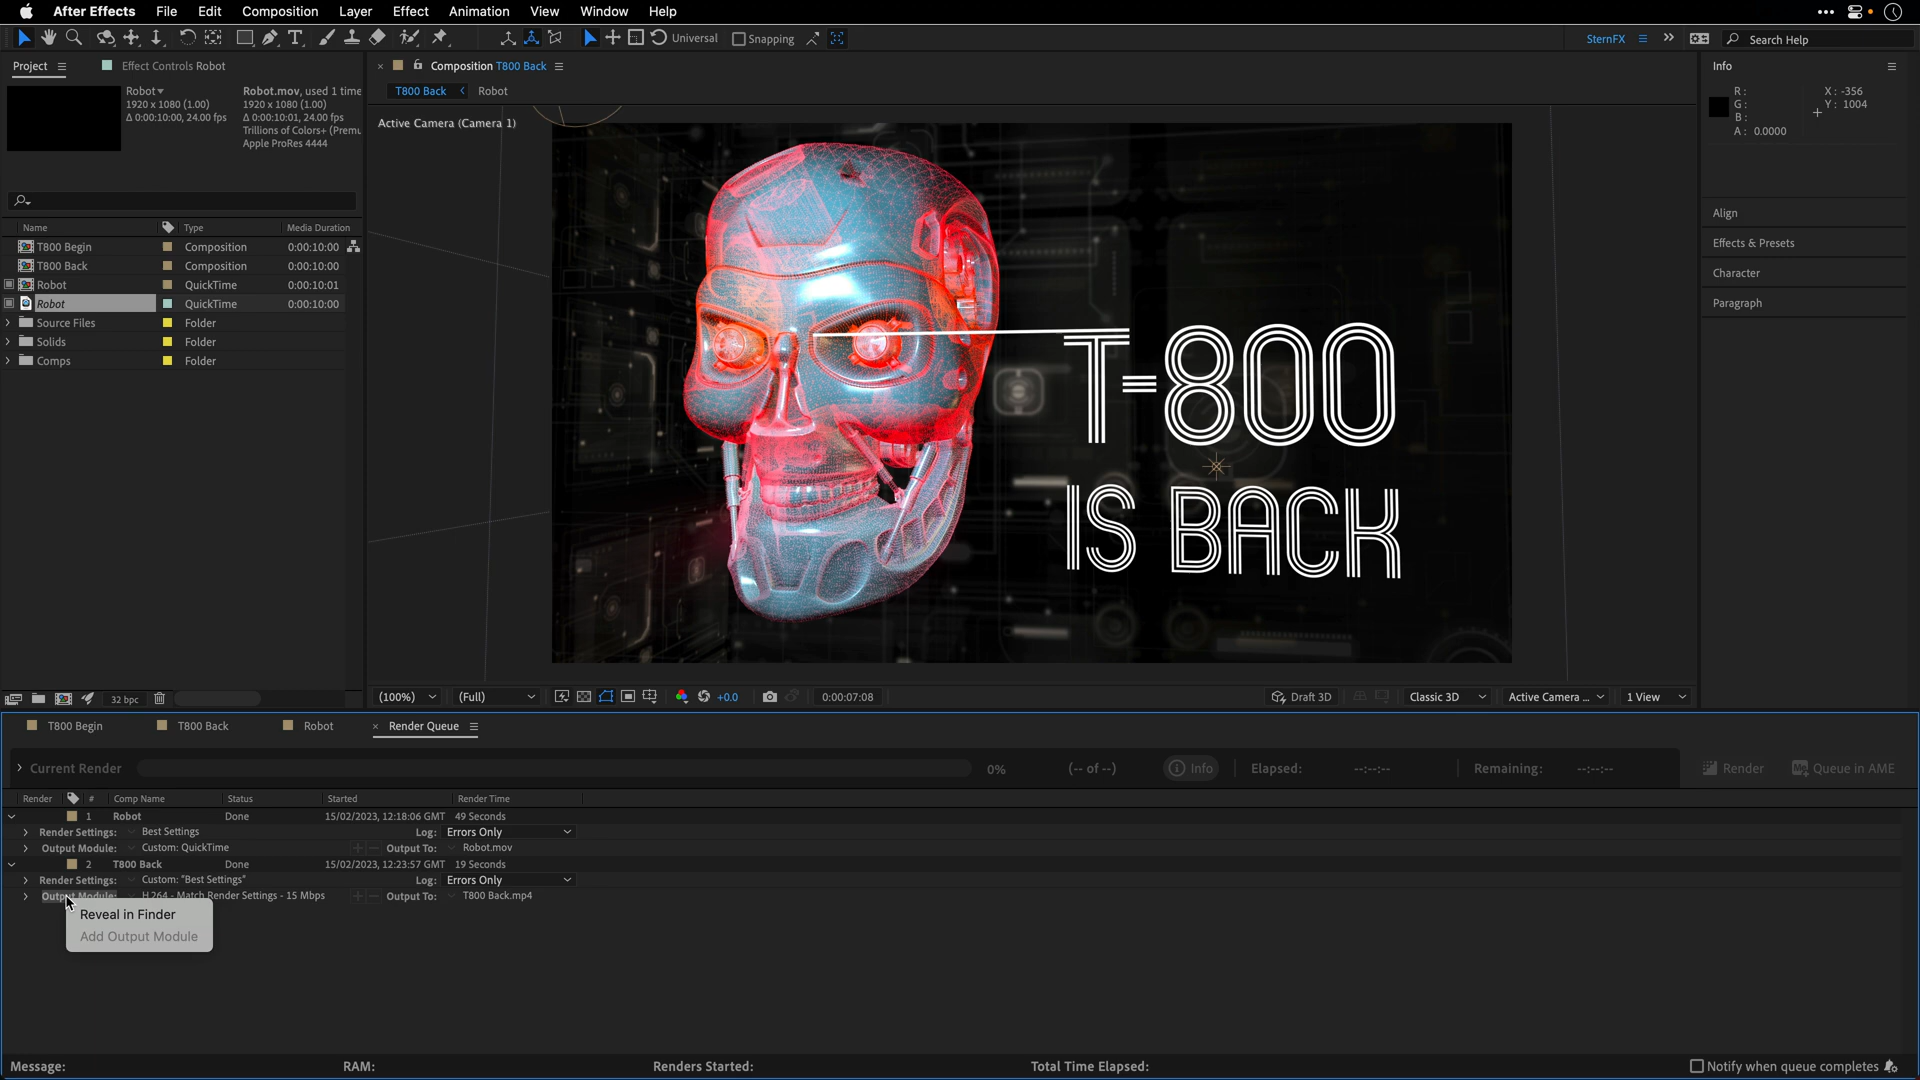 After Effects File Edit Composition Layer Effect Animation View Window Help
Universal Snapping SternFX Search Help
Project Effect Controls Robot Composition T800 Back Info
T800 Back Robot
Robot Robot.mov, used 1 time
1920 x 1080 (1.00) 1920 x 1080 (1.00)
Δ 0:00:10:00, 24.00 fps Δ 0:00:10:01, 24.00 fps
Trillions of Colors+ (Premu
Apple ProRes 4444
R: X: -356
G: Y: 1004
B:
A: 0.0000
Active Camera (Camera 1)
Name Type Media Duration
T800 Begin Composition 0:00:10:00
T800 Back Composition 0:00:10:00
Robot QuickTime 0:00:10:01
Robot QuickTime 0:00:10:00
Source Files Folder
Solids Folder
Comps Folder
T-800
IS BACK
Align
Effects & Presets
Character
Paragraph
32 bpc (100%) (Full) +0.0 0:00:07:08 Draft 3D Classic 3D Active Camera ... 1 View
T800 Begin T800 Back Robot Render Queue
Current Render 0% (-- of --) Info Elapsed: --:--:-- Remaining: --:--:-- Render Queue in AME
Render # Comp Name Status Started Render Time
1 Robot Done 15/02/2023, 12:18:06 GMT 49 Seconds
Render Settings: Best Settings Log: Errors Only
Output Module: Custom: QuickTime Output To: Robot.mov
2 T800 Back Done 15/02/2023, 12:23:57 GMT 19 Seconds
Render Settings: Custom: "Best Settings" Log: Errors Only
Output Module: H.264 - Match Render Settings - 15 Mbps Output To: T800 Back.mp4
Reveal in Finder
Add Output Module
Message: RAM: Renders Started: Total Time Elapsed: Notify when queue completes